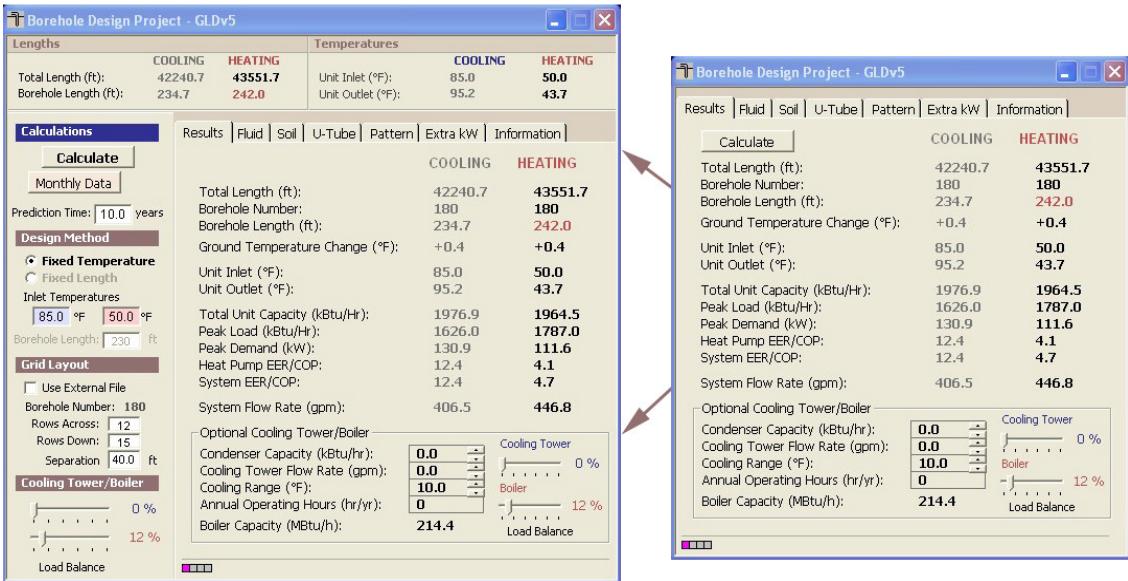 Borehole Design Project - GLDv5
Lengths Temperatures
COOLING HEATING COOLING HEATING
Total Length (ft): 42240.7 43551.7 Unit Inlet (°F): 85.0 50.0
Borehole Length (ft): 234.7 242.0 Unit Outlet (°F): 95.2 43.7
Calculations
Calculate
Monthly Data
Prediction Time: 10.0 years
Design Method
Fixed Temperature
Fixed Length
Inlet Temperatures
85.0 °F 50.0 °F
Borehole Length: 230 ft
Grid Layout
Use External File
Borehole Number: 180
Rows Across: 12
Rows Down: 15
Separation 40.0 ft
Cooling Tower/Boiler
0 %
12 %
Load Balance
Results Fluid Soil U-Tube Pattern Extra kW Information
COOLING HEATING
Total Length (ft): 42240.7 43551.7
Borehole Number: 180 180
Borehole Length (ft): 234.7 242.0
Ground Temperature Change (°F): +0.4 +0.4
Unit Inlet (°F): 85.0 50.0
Unit Outlet (°F): 95.2 43.7
Total Unit Capacity (kBtu/Hr): 1976.9 1964.5
Peak Load (kBtu/Hr): 1626.0 1787.0
Peak Demand (kW): 130.9 111.6
Heat Pump EER/COP: 12.4 4.1
System EER/COP: 12.4 4.7
System Flow Rate (gpm): 406.5 446.8
Optional Cooling Tower/Boiler
Condenser Capacity (kBtu/hr): 0.0
Cooling Tower Flow Rate (gpm): 0.0
Cooling Range (°F): 10.0
Annual Operating Hours (hr/yr): 0
Boiler Capacity (MBtu/h): 214.4
Cooling Tower
0 %
Boiler
12 %
Load Balance
Borehole Design Project - GLDv5
Results Fluid Soil U-Tube Pattern Extra kW Information
Calculate COOLING HEATING
Total Length (ft): 42240.7 43551.7
Borehole Number: 180 180
Borehole Length (ft): 234.7 242.0
Ground Temperature Change (°F): +0.4 +0.4
Unit Inlet (°F): 85.0 50.0
Unit Outlet (°F): 95.2 43.7
Total Unit Capacity (kBtu/Hr): 1976.9 1964.5
Peak Load (kBtu/Hr): 1626.0 1787.0
Peak Demand (kW): 130.9 111.6
Heat Pump EER/COP: 12.4 4.1
System EER/COP: 12.4 4.7
System Flow Rate (gpm): 406.5 446.8
Optional Cooling Tower/Boiler
Condenser Capacity (kBtu/hr): 0.0
Cooling Tower Flow Rate (gpm): 0.0
Cooling Range (°F): 10.0
Annual Operating Hours (hr/yr): 0
Boiler Capacity (MBtu/h): 214.4
Cooling Tower
0 %
Boiler
12 %
Load Balance